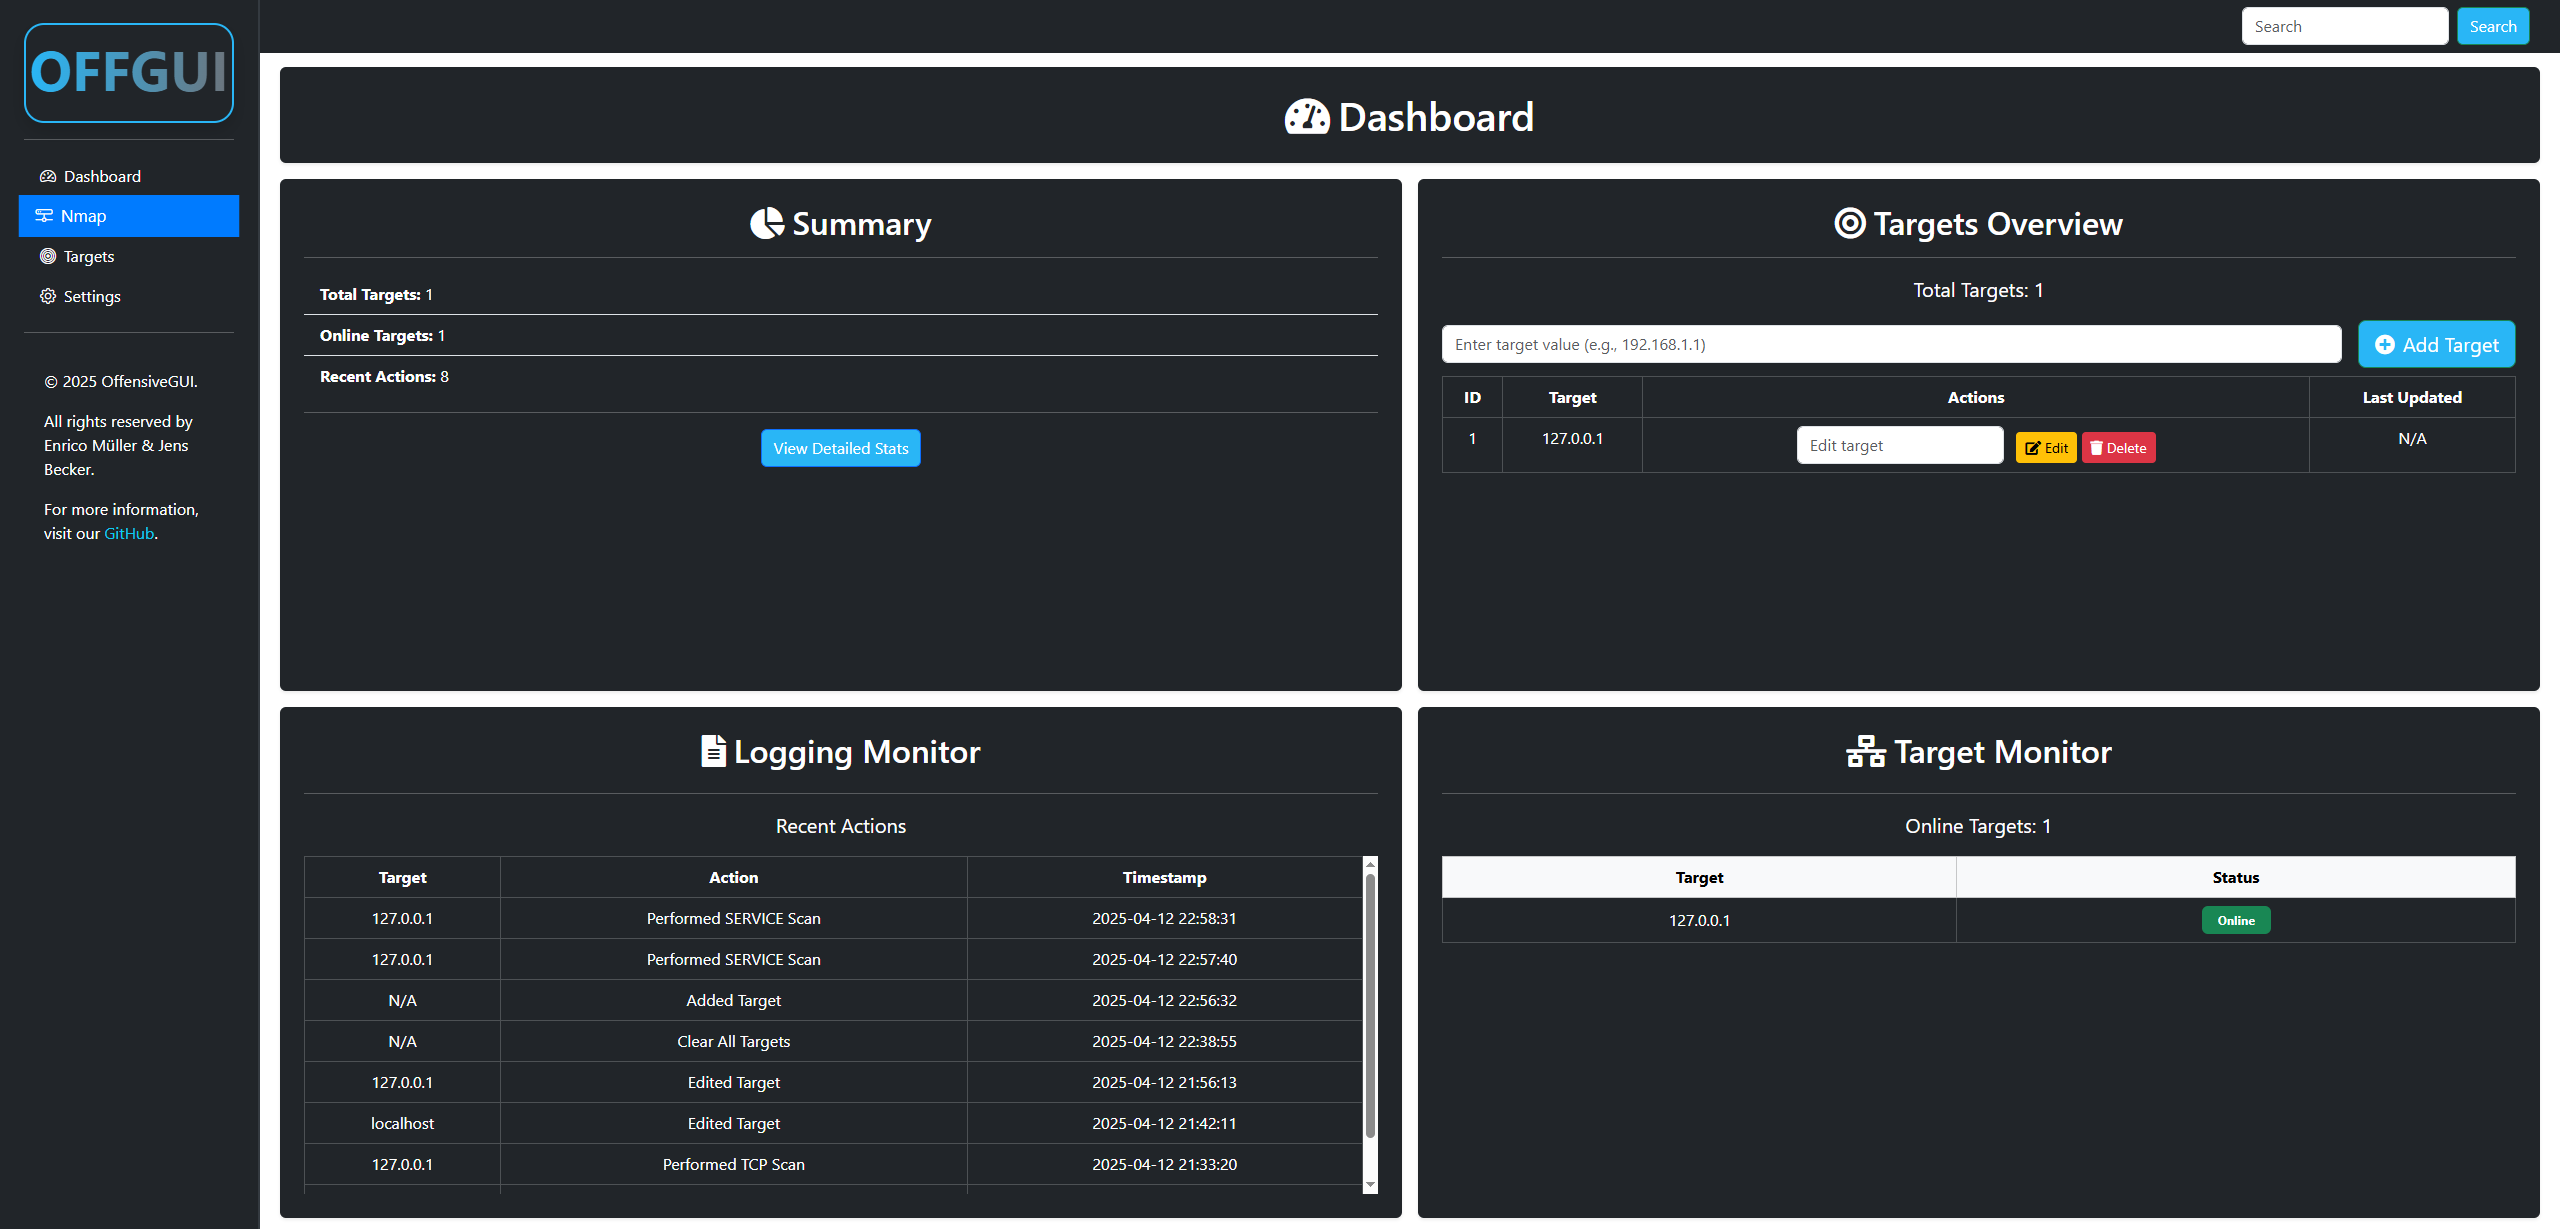 OFFGUI
Dashboard
Nmap
Targets
Settings
© 2025 OffensiveGUI.
All rights reserved by
Enrico Müller & Jens
Becker.
For more information,
visit our GitHub.
Search Search
Dashboard
Summary
Total Targets: 1
Online Targets: 1
Recent Actions: 8
View Detailed Stats
Targets Overview
Total Targets: 1
Enter target value (e.g., 192.168.1.1) Add Target
ID Target Actions Last Updated
1 127.0.0.1 Edit target Edit Delete N/A
Logging Monitor
Recent Actions
Target Action Timestamp
127.0.0.1 Performed SERVICE Scan 2025-04-12 22:58:31
127.0.0.1 Performed SERVICE Scan 2025-04-12 22:57:40
N/A Added Target 2025-04-12 22:56:32
N/A Clear All Targets 2025-04-12 22:38:55
127.0.0.1 Edited Target 2025-04-12 21:56:13
localhost Edited Target 2025-04-12 21:42:11
127.0.0.1 Performed TCP Scan 2025-04-12 21:33:20
Target Monitor
Online Targets: 1
Target Status
127.0.0.1 Online